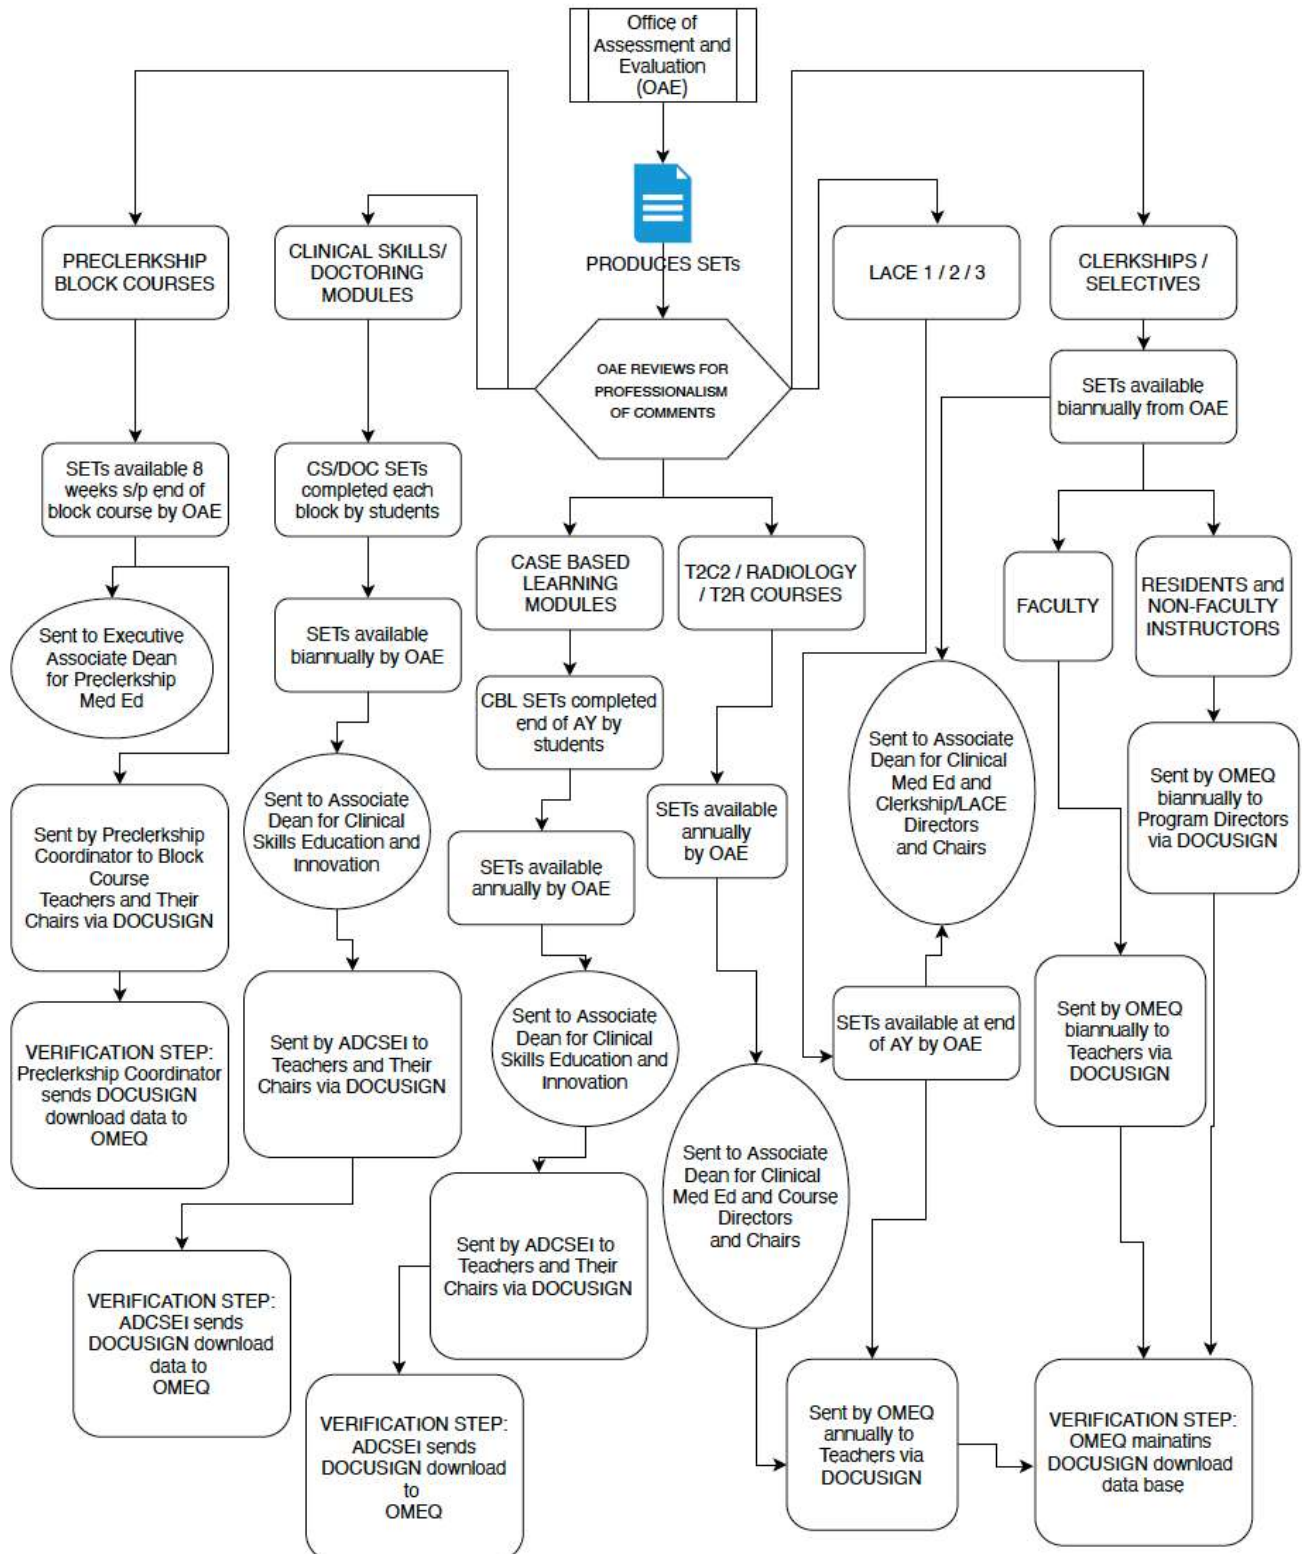 Office of
Assessment and
Evaluation
(OAE)
PRODUCES SETs
OAE REVIEWS FOR
PROFESSIONALISM
OF COMMENTS
PRECLERKSHIP
BLOCK COURSES
SETs available 8
weeks s/p end of
block course by OAE
Sent to Executive
Associate Dean
for Preclerkship
Med Ed
Sent by Preclerkship
Coordinator to Block
Course
Teachers and Their
Chairs via DOCUSIGN
VERIFICATION STEP:
Preclerkship Coordinator
sends DOCUSIGN
download data to
OMEQ
CLINICAL SKILLS/
DOCTORING
MODULES
CS/DOC SETs
completed each
block by students
SETs available
biannually by OAE
Sent to Associate
Dean for Clinical
Skills Education and
Innovation
Sent by ADCSEI to
Teachers and Their
Chairs via DOCUSIGN
VERIFICATION STEP:
ADCSEI sends
DOCUSIGN download
data to
OMEQ
CASE BASED
LEARNING
MODULES
CBL SETs completed
end of AY by
students
SETs available
annually by OAE
Sent to Associate
Dean for Clinical
Skills Education and
Innovation
Sent by ADCSEI to
Teachers and Their
Chairs via DOCUSIGN
VERIFICATION STEP:
ADCSEI sends
DOCUSIGN download
to
OMEQ
T2C2 / RADIOLOGY
/ T2R COURSES
SETs available
annually
by OAE
Sent to Associate
Dean for Clinical
Med Ed and Course
Directors
and Chairs
LACE 1 / 2 / 3
SETs available at end
of AY by OAE
Sent to Associate
Dean for Clinical
Med Ed and
Clerkship/LACE
Directors
and Chairs
Sent by OMEQ
annually to
Teachers via
DOCUSIGN
CLERKSHIPS /
SELECTIVES
SETs available
biannually from OAE
FACULTY
Sent by OMEQ
biannually to
Teachers via
DOCUSIGN
RESIDENTS and
NON-FACULTY
INSTRUCTORS
Sent by OMEQ
biannually to
Program Directors
via DOCUSIGN
VERIFICATION STEP:
OMEQ mainatins
DOCUSIGN download
data base